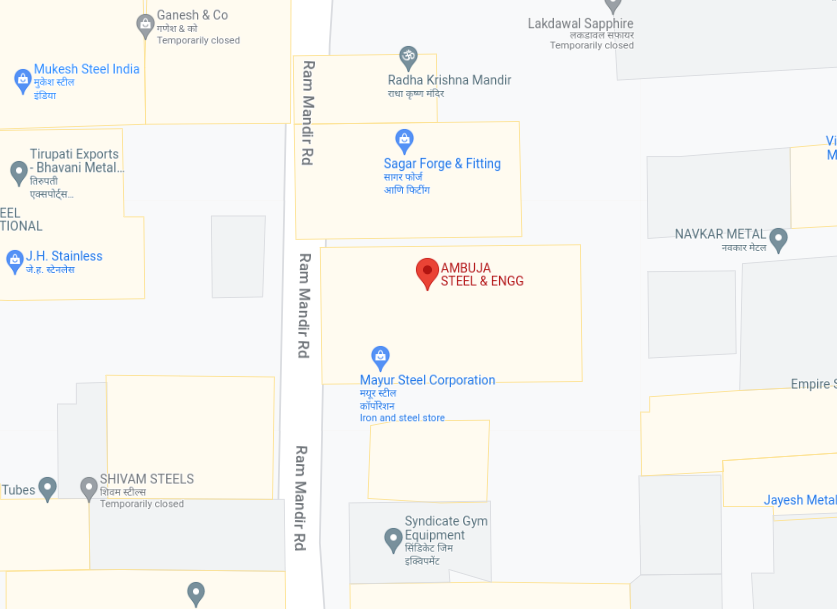 Ganesh & Co
गणेश & को
Temporarily closed
Lakdawal Sapphire
लकडावल सफायर
Temporarily closed
Mukesh Steel India
मुकेश स्टील
इंडिया
Ram Mandir Rd
Radha Krishna Mandir
राधा कृष्ण मंदिर
Tirupati Exports
- Bhavani Metal...
तिरुपती
एक्सपोर्ट्स...
Sagar Forge & Fitting
सागर फोर्ज
आणि फिटींग
Vi
M
EEL
TIONAL
NAVKAR METAL
नवकार मेटल
J.H. Stainless
जे.ह. स्टेनलेस
Ram Mandir Rd
AMBUJA
STEEL & ENGG
Mayur Steel Corporation
मयूर स्टील
कॉर्पोरेशन
Iron and steel store
Empire S
Ram Mandir Rd
Tubes
SHIVAM STEELS
शिवम स्टील्स
Temporarily closed
Jayesh Metal
Syndicate Gym
Equipment
सिंडिकेट जिम
इक्विपमेंट